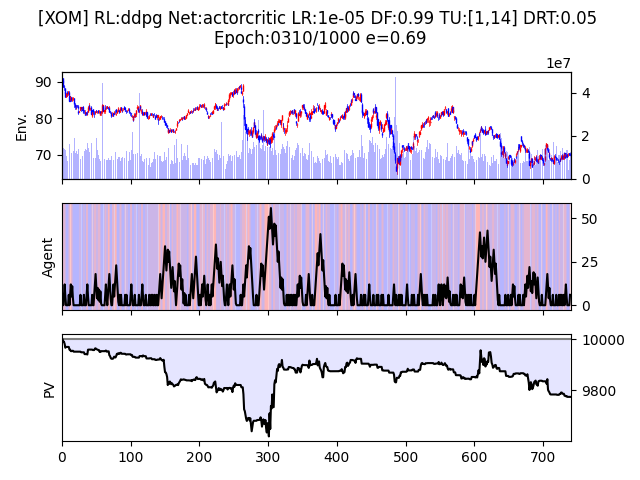 [XOM] RL:ddpg Net:actorcritic LR:1e-05 DF:0.99 TU:[1,14] DRT:0.05
Epoch:0310/1000 e=0.69
1e7
Env.
90
80
70
4
2
0
Agent
50
25
0
PV
10000
9800
0 100 200 300 400 500 600 700